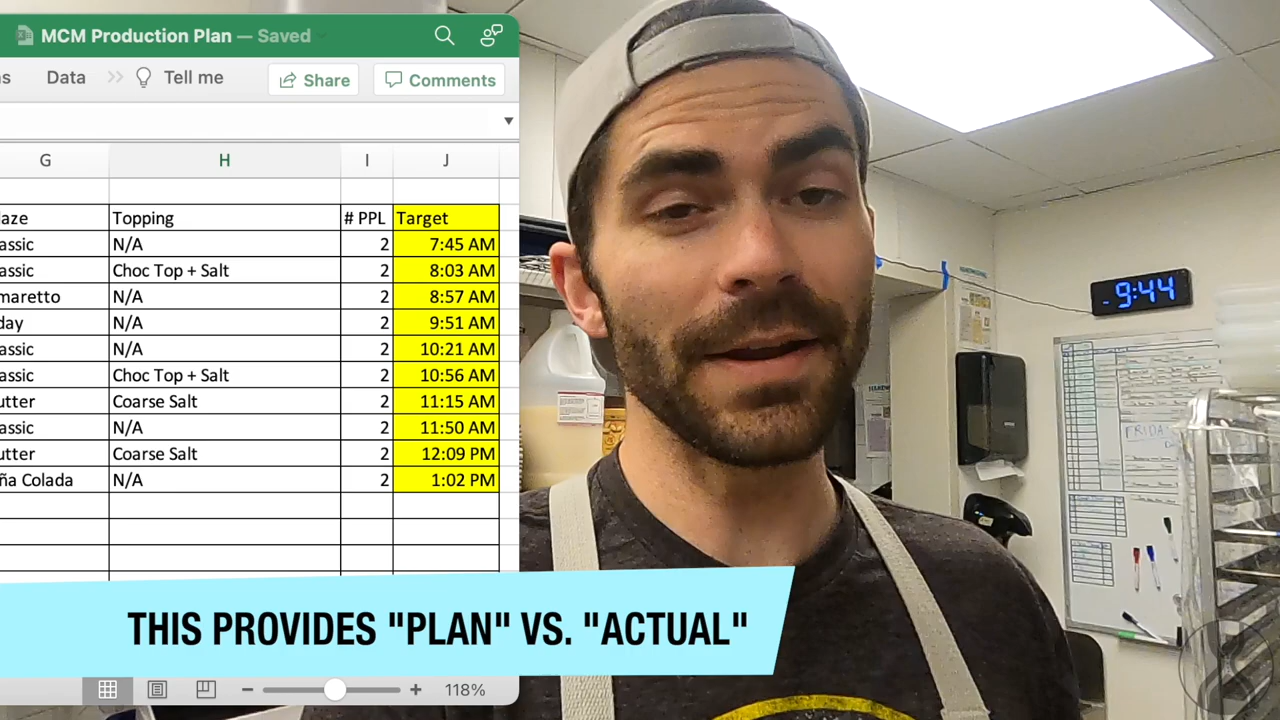 MCM Production Plan — Saved
Data
Tell me
Share
Comments
G H I J
aze Topping # PPL Target
assic N/A 2 7:45 AM
assic Choc Top + Salt 2 8:03 AM
maretto N/A 2 8:57 AM
day N/A 2 9:51 AM
assic N/A 2 10:21 AM
assic Choc Top + Salt 2 10:56 AM
utter Coarse Salt 2 11:15 AM
assic N/A 2 11:50 AM
utter Coarse Salt 2 12:09 PM
ña Colada N/A 2 1:02 PM
THIS PROVIDES "PLAN" VS. "ACTUAL"
118%
9:44
FRIDA